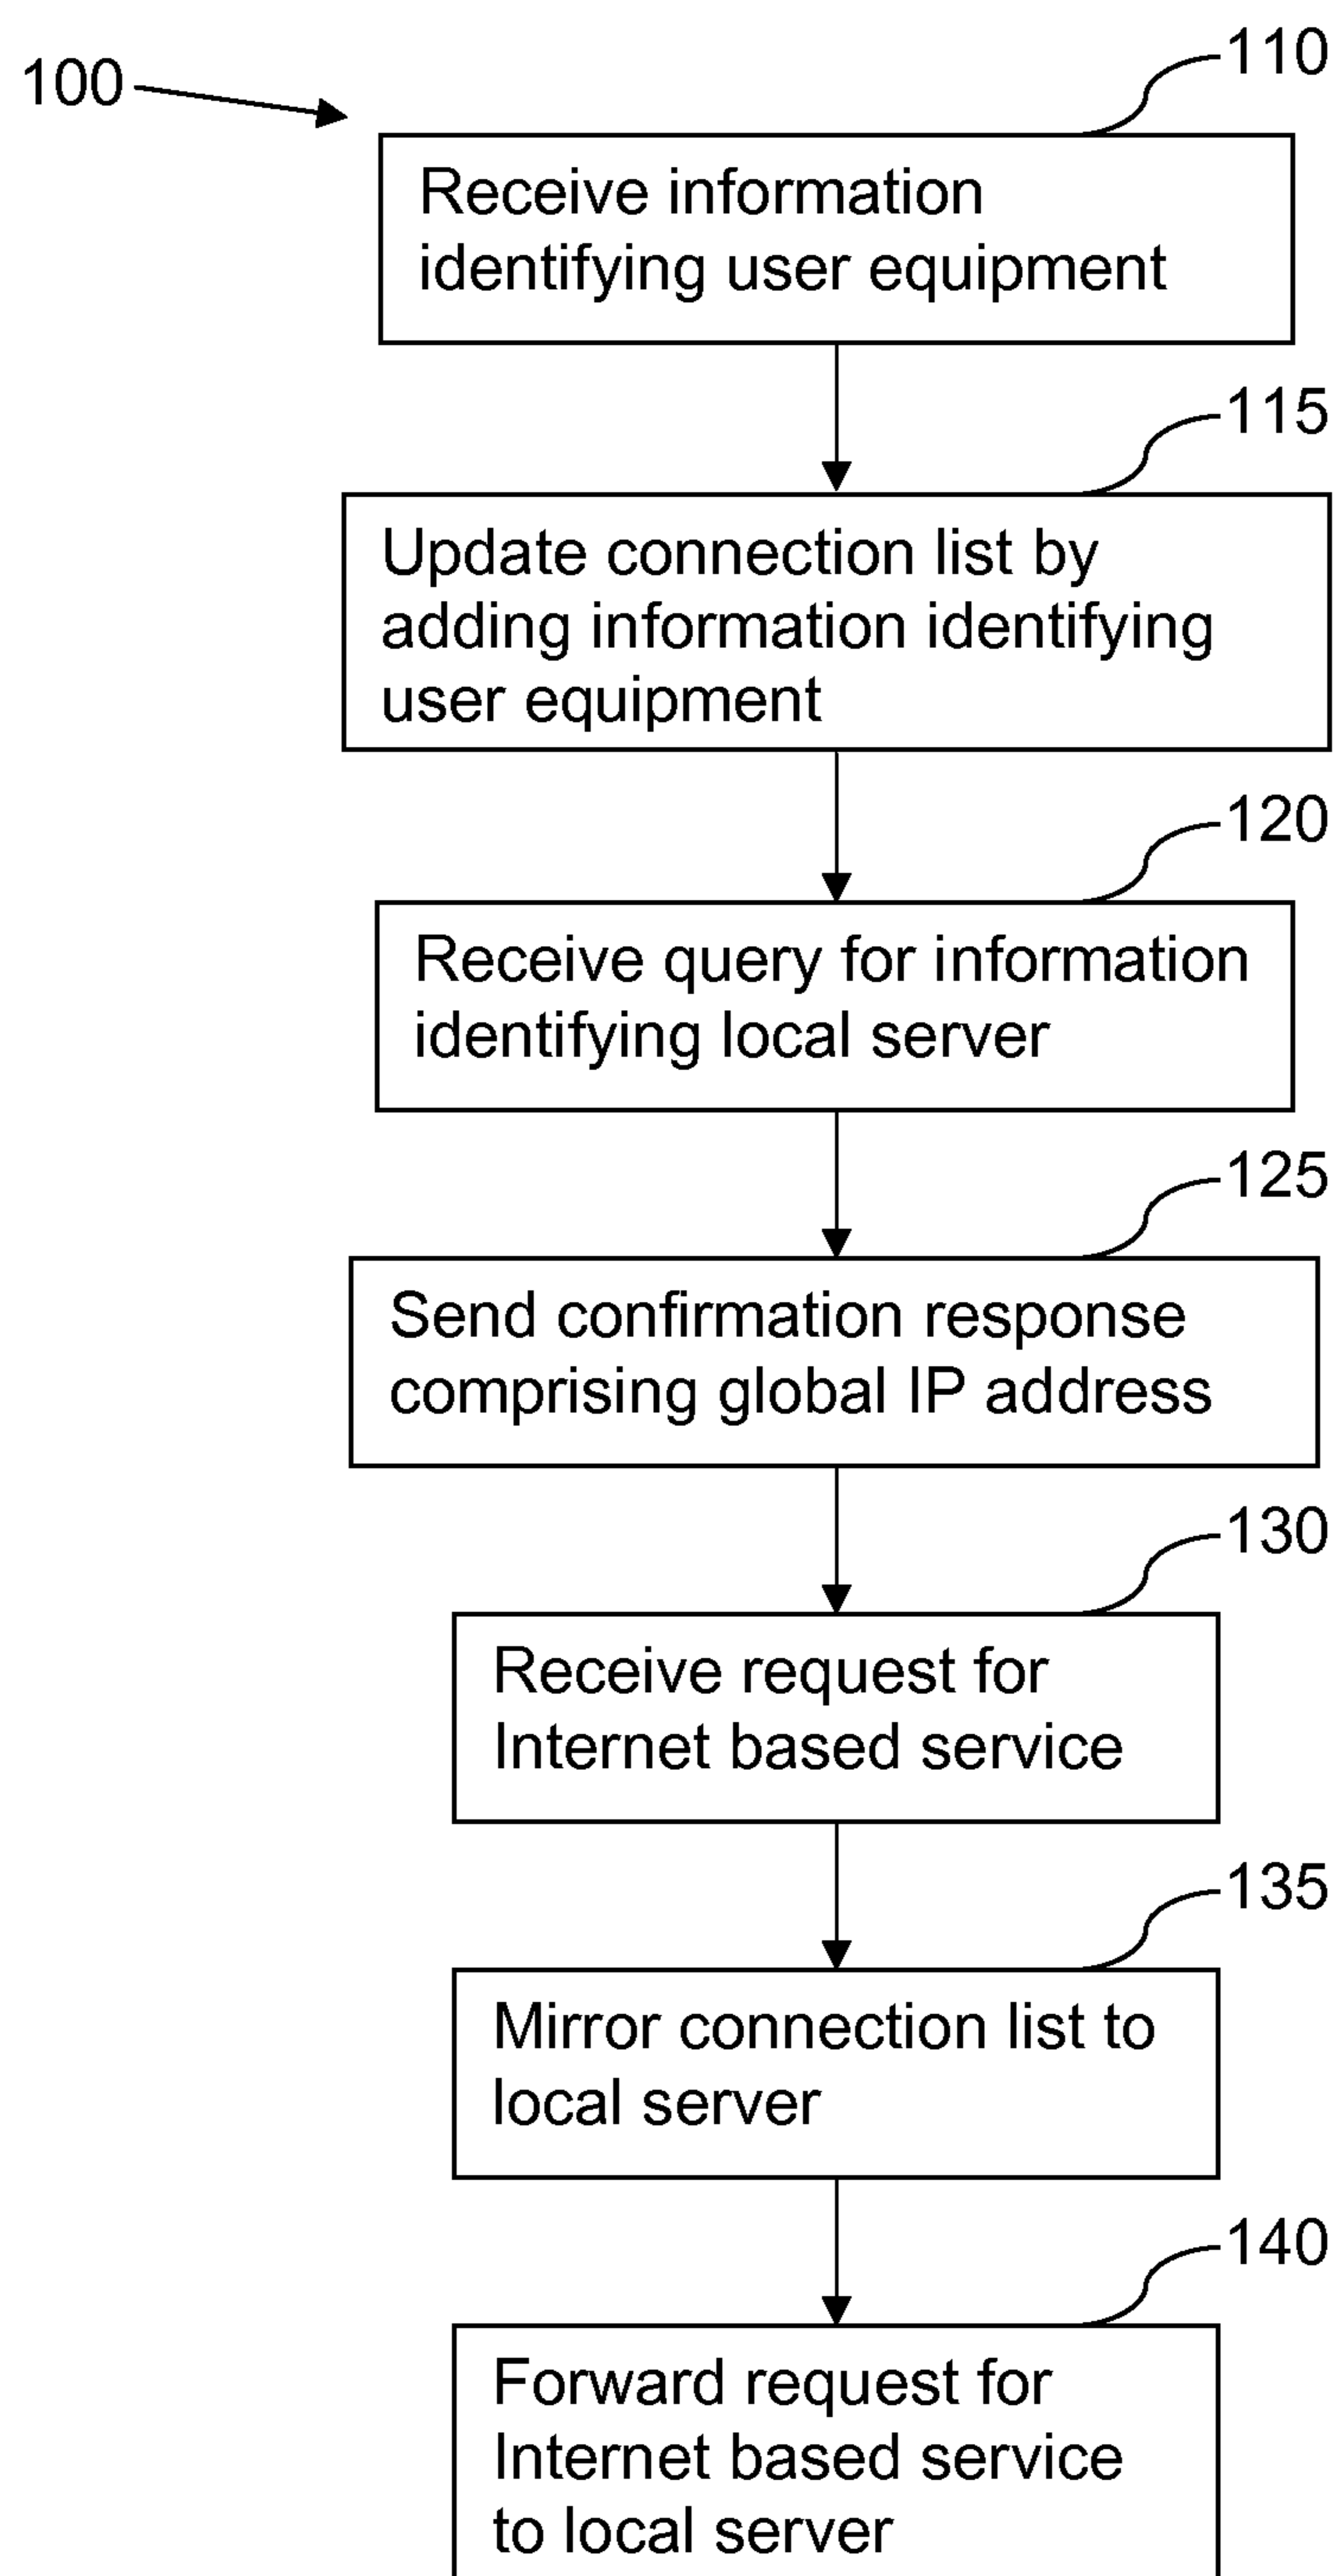 100
110
Receive information
identifying user equipment
115
Update connection list by
adding information identifying
user equipment
120
Receive query for information
identifying local server
125
Send confirmation response
comprising global IP address
130
Receive request for
Internet based service
135
Mirror connection list to
local server
140
Forward request for
Internet based service
to local server